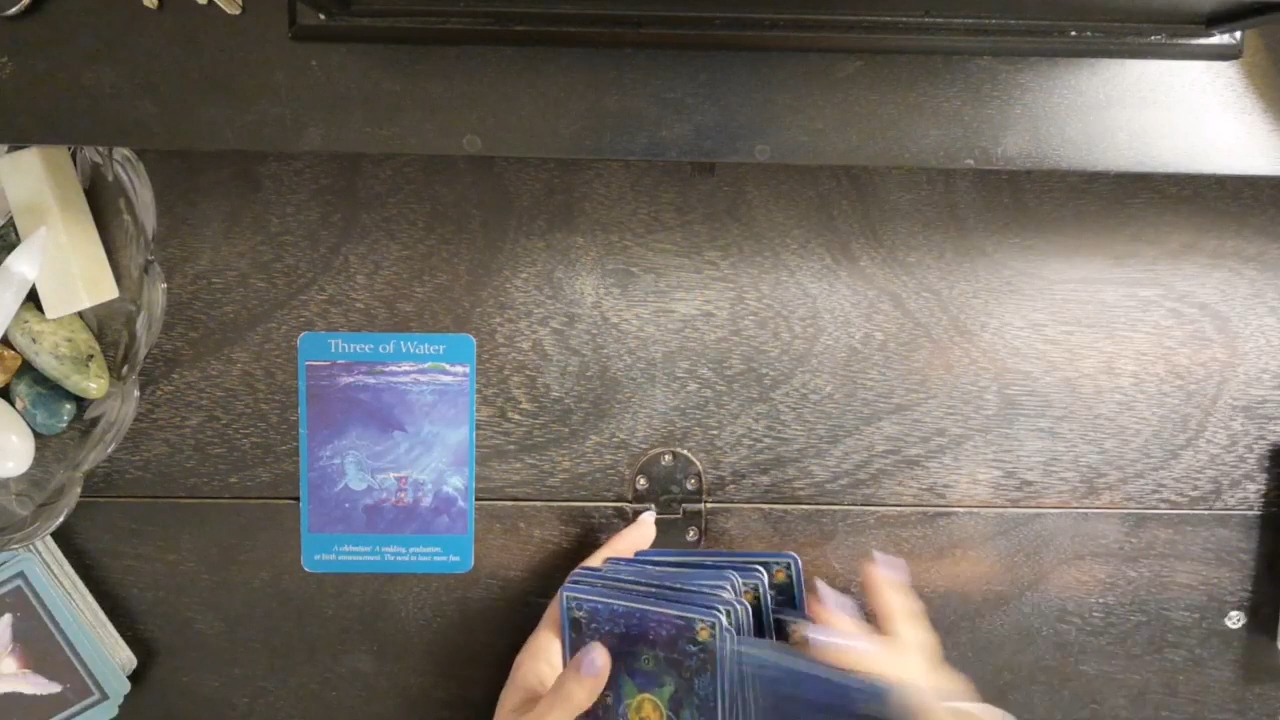 Three of Water
A celebration! A wedding, graduation,
or birth announcement. The need to have more fun.